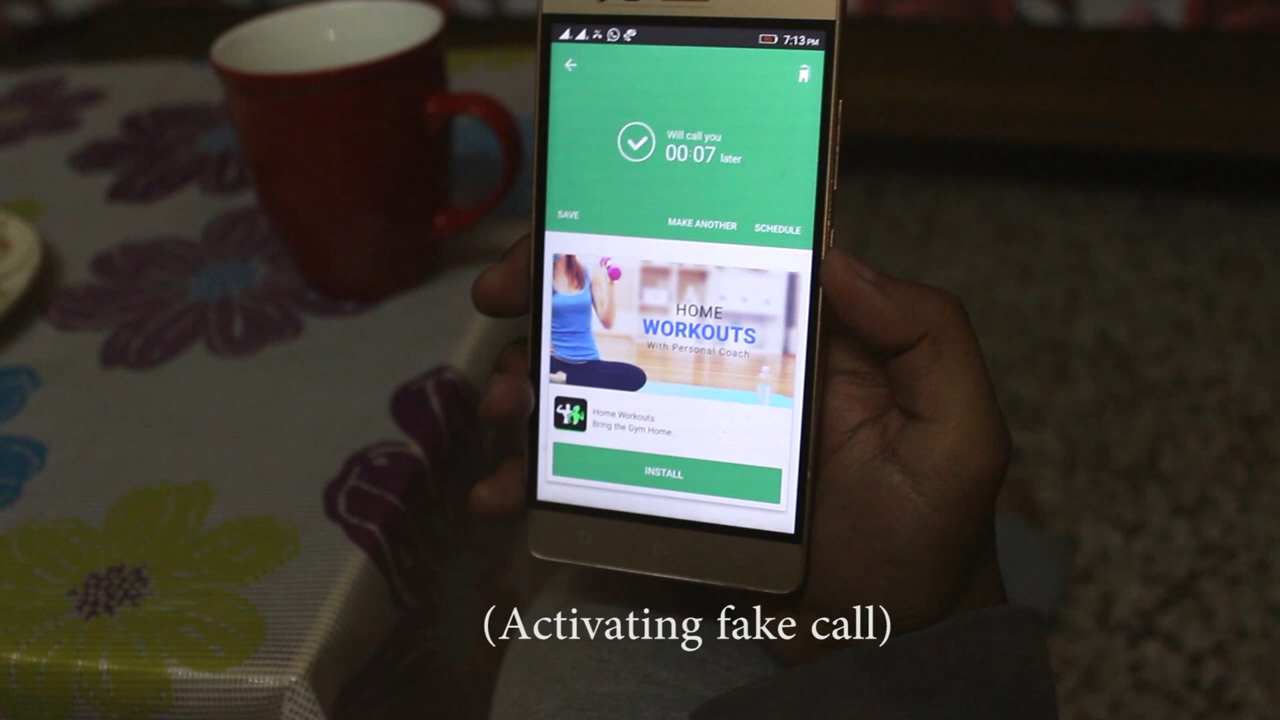 7:13 PM
Will call you
00:07 later
SAVE
MAKE ANOTHER
SCHEDULE
HOME
WORKOUTS
With Personal Coach
Home Workouts
Bring the Gym Home.
INSTALL
(Activating fake call)